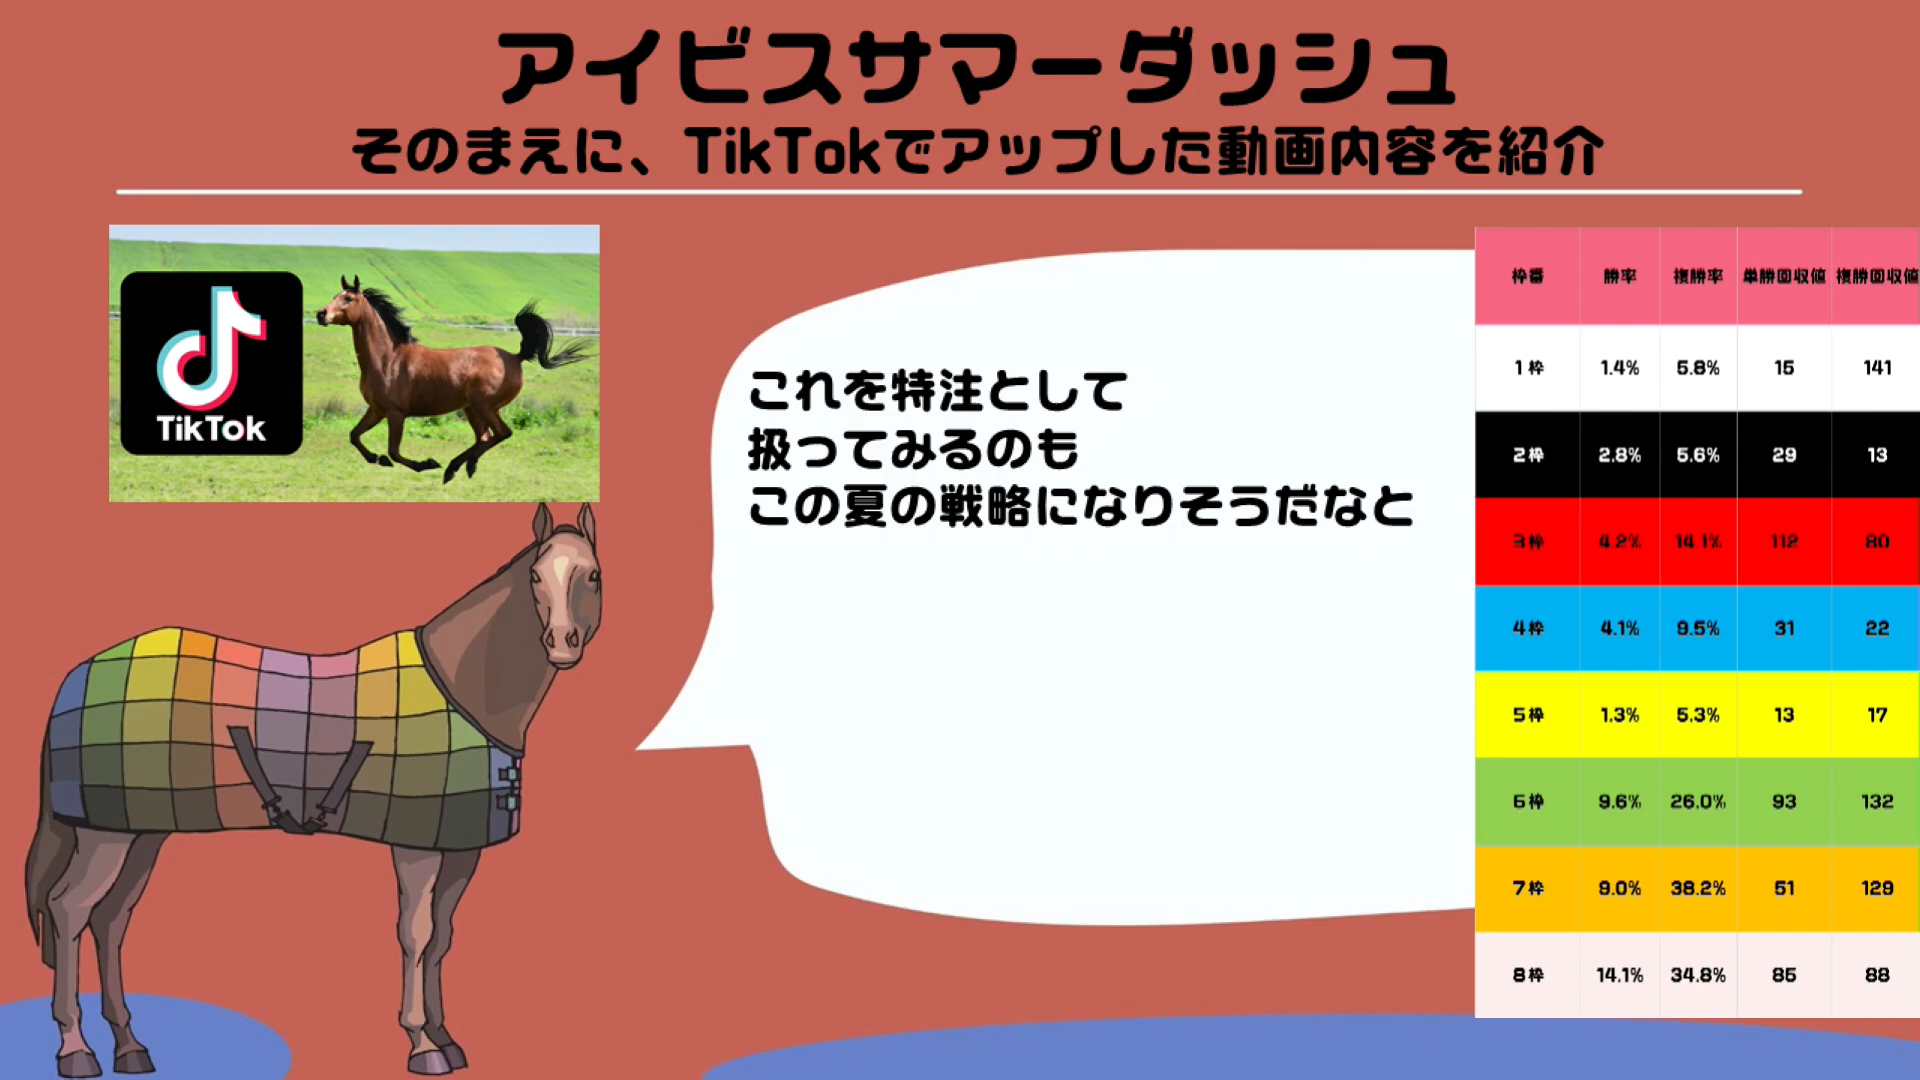 アイビスサマーダッシュ
そのまえに、TikTokでアップした動画内容を紹介
TikTok
これを特注として
扱ってみるのも
この夏の戦略になりそうだなと
枠番 勝率 複勝率 単勝回収値 複勝回収値
1枠 1.4% 5.8% 15 141
2枠 2.8% 5.6% 29 13
3枠 4.2% 14.1% 112 80
4枠 4.1% 9.5% 31 22
5枠 1.3% 5.3% 13 17
6枠 9.6% 26.0% 93 132
7枠 9.0% 38.2% 51 129
8枠 14.1% 34.8% 85 88